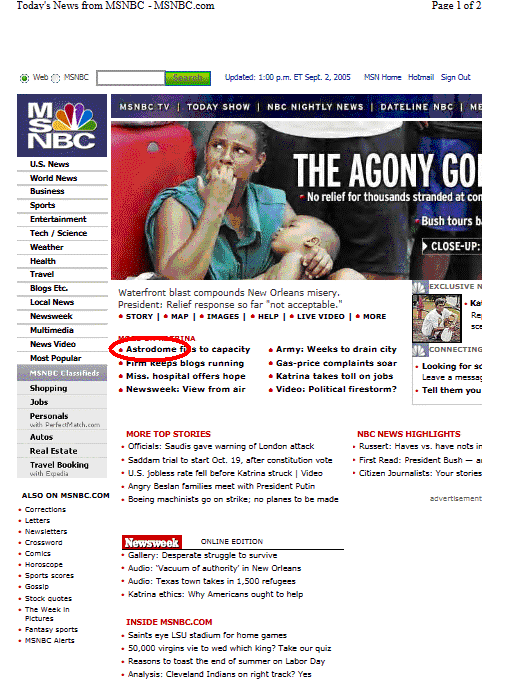 Today's News from MSNBC - MSNBC.com
Page 1 of 2
Web MSNBC Search Updated: 1:00 p.m. ET Sept. 2, 2005 MSN Home Hotmail Sign Out
MSNBC TV | TODAY SHOW | NBC NIGHTLY NEWS | DATELINE NBC | ME
MSNBC
U.S. News
World News
Business
Sports
Entertainment
Tech / Science
Weather
Health
Travel
Blogs Etc.
Local News
Newsweek
Multimedia
News Video
Most Popular
MSNBC Classifieds
Shopping
Jobs
Personals
with PerfectMatch.com
Autos
Real Estate
Travel Booking
with Expedia
ALSO ON MSNBC.COM
• Corrections
• Letters
• Newsletters
• Crossword
• Comics
• Horoscope
• Sports scores
• Gossip
• Stock quotes
• The Week in
Pictures
• Fantasy sports
• MSNBC Alerts
THE AGONY GO
• No relief for thousands stranded at con
• Bush tours b
CLOSE-UP:
Waterfront blast compounds New Orleans misery.
President: Relief response so far "not acceptable."
• STORY | • MAP | • IMAGES | • HELP | • LIVE VIDEO | • MORE
• Astrodome fills to capacity
• Firm keeps blogs running
• Miss. hospital offers hope
• Newsweek: View from air
• Army: Weeks to drain city
• Gas-price complaints soar
• Katrina takes toll on jobs
• Video: Political firestorm?
EXCLUSIVE N
• Ka
Rep
sce
CONNECTING
• Looking for so
Leave a messag
• Tell them you
MORE TOP STORIES
• Officials: Saudis gave warning of London attack
• Saddam trial to start Oct. 19, after constitution vote
• U.S. jobless rate fell before Katrina struck | Video
• Angry Beslan families meet with President Putin
• Boeing machinists go on strike; no planes to be made
NBC NEWS HIGHLIGHTS
• Russert: Haves vs. have nots in
• First Read: President Bush — a
• Citizen Journalists: Your stories
advertisement
Newsweek ONLINE EDITION
• Gallery: Desperate struggle to survive
• Audio: 'Vacuum of authority' in New Orleans
• Audio: Texas town takes in 1,500 refugees
• Katrina ethics: Why Americans ought to help
INSIDE MSNBC.COM
• Saints eye LSU stadium for home games
• 50,000 virgins vie to wed which king? Take our quiz
• Reasons to toast the end of summer on Labor Day
• Analysis: Cleveland Indians on right track? Yes